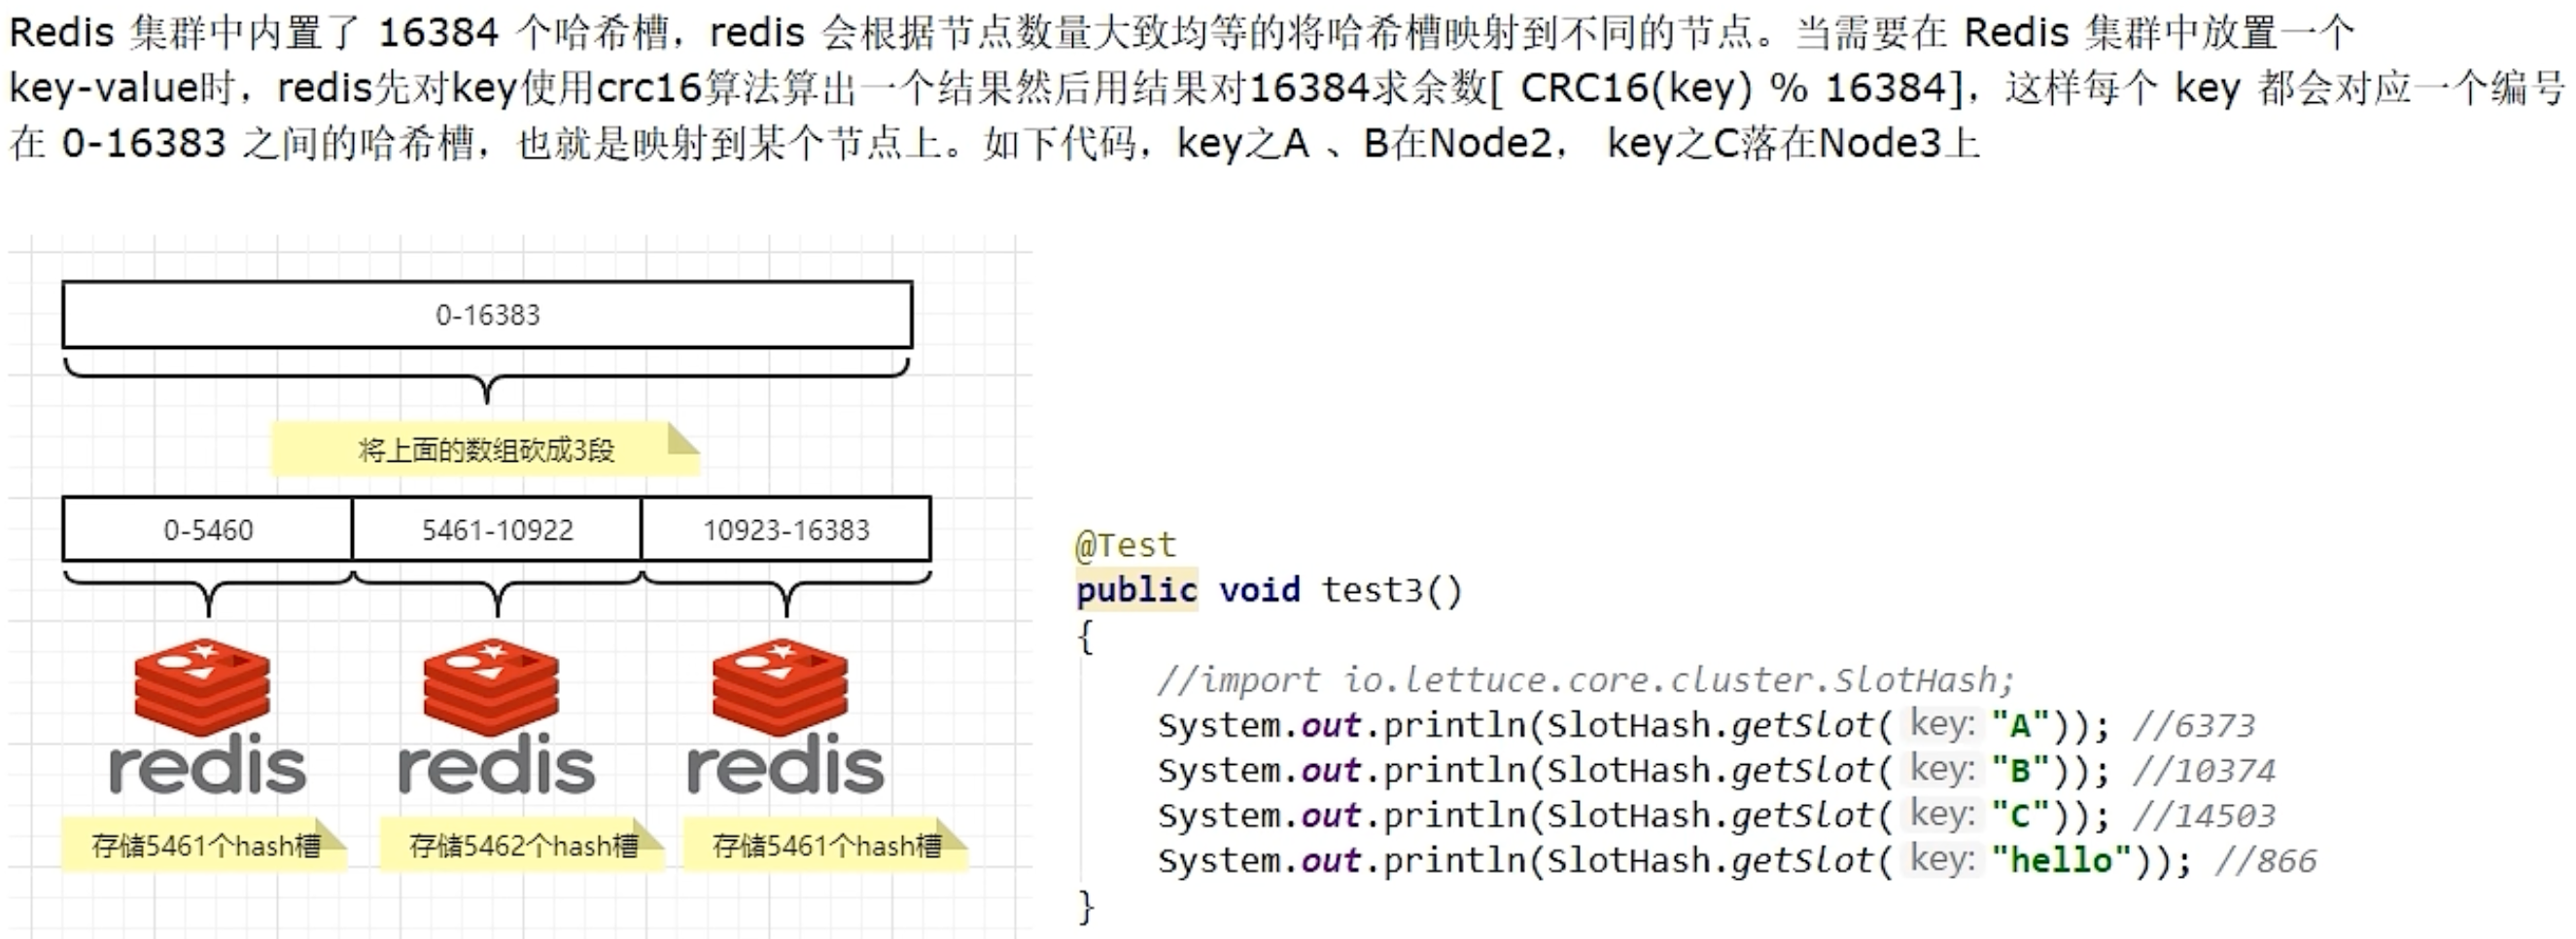 Redis 集群中内置了 16384 个哈希槽，redis 会根据节点数量大致均等的将哈希槽映射到不同的节点。当需要在 Redis 集群中放置一个
key-value时，redis先对key使用crc16算法算出一个结果然后用结果对16384求余数[ CRC16(key) % 16384]，这样每个 key 都会对应一个编号
在 0-16383 之间的哈希槽，也就是映射到某个节点上。如下代码，key之A 、B在Node2， key之C落在Node3上
0-16383
将上面的数组砍成3段
0-5460 5461-10922 10923-16383
redis redis redis
存储5461个hash槽 存储5462个hash槽 存储5461个hash槽
@Test
public void test3()
{
//import io.lettuce.core.cluster.SlotHash;
System.out.println(SlotHash.getSlot( key: "A")); //6373
System.out.println(SlotHash.getSlot( key: "B")); //10374
System.out.println(SlotHash.getSlot( key: "C")); //14503
System.out.println(SlotHash.getSlot( key: "hello")); //866
}